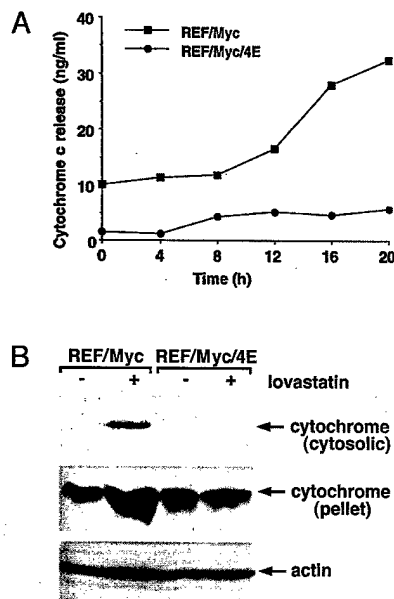 A
REF/Myc
REF/Myc/4E
Cytochrome c release (ng/ml)
40
30
20
10
0
0 4 8 12 16 20
Time (h)
B
REF/Myc REF/Myc/4E
- + - + lovastatin
cytochrome
(cytosolic)
cytochrome
(pellet)
actin